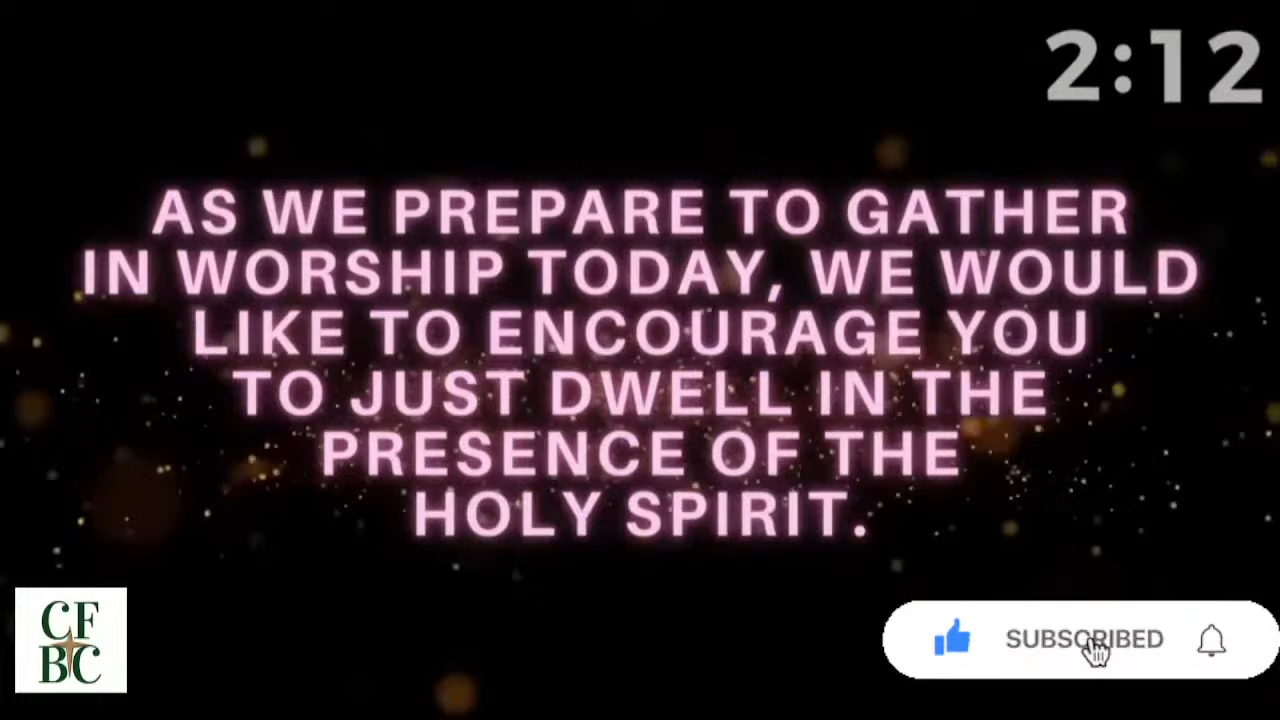 2:12
AS WE PREPARE TO GATHER
IN WORSHIP TODAY, WE WOULD
LIKE TO ENCOURAGE YOU
TO JUST DWELL IN THE
PRESENCE OF THE
HOLY SPIRIT.
CF
BC
SUBSCRIBED